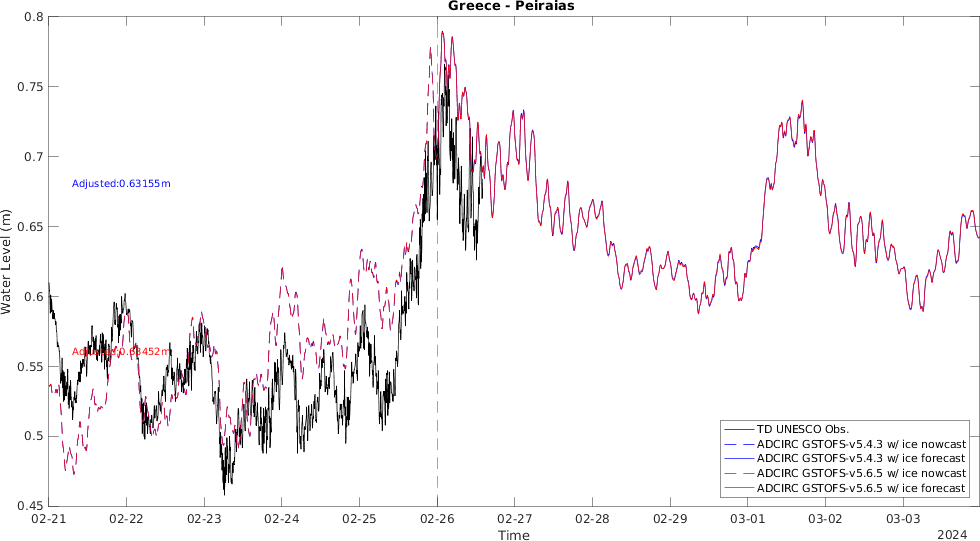 Greece - Peiraias
0.8
0.75
0.7
0.65
0.6
0.55
0.5
0.45
Water Level (m)
Adjusted:0.63155m
Adjusted:0.63452m
TD UNESCO Obs.
ADCIRC GSTOFS-v5.4.3 w/ ice nowcast
ADCIRC GSTOFS-v5.4.3 w/ ice forecast
ADCIRC GSTOFS-v5.6.5 w/ ice nowcast
ADCIRC GSTOFS-v5.6.5 w/ ice forecast
02-21 02-22 02-23 02-24 02-25 02-26 02-27 02-28 02-29 03-01 03-02 03-03
Time
2024